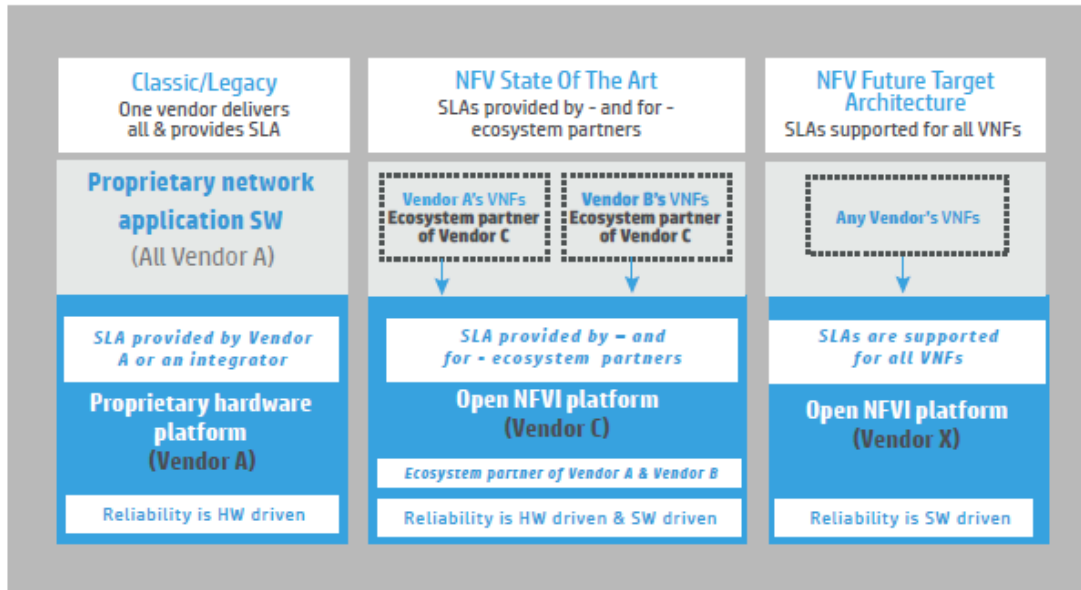 Classic/Legacy
One vendor delivers
all & provides SLA
Proprietary network
application SW
(All Vendor A)
SLA provided by Vendor
A or an integrator
Proprietary hardware
platform
(Vendor A)
Reliability is HW driven
NFV State Of The Art
SLAs provided by - and for -
ecosystem partners
Vendor A's VNFs
Ecosystem partner
of Vendor C
Vendor B's VNFs
Ecosystem partner
of Vendor C
SLA provided by – and
for - ecosystem partners
Open NFVI platform
(Vendor C)
Ecosystem partner of Vendor A & Vendor B
Reliability is HW driven & SW driven
NFV Future Target
Architecture
SLAs supported for all VNFs
Any Vendor's VNFs
SLAs are supported
for all VNFs
Open NFVI platform
(Vendor X)
Reliability is SW driven